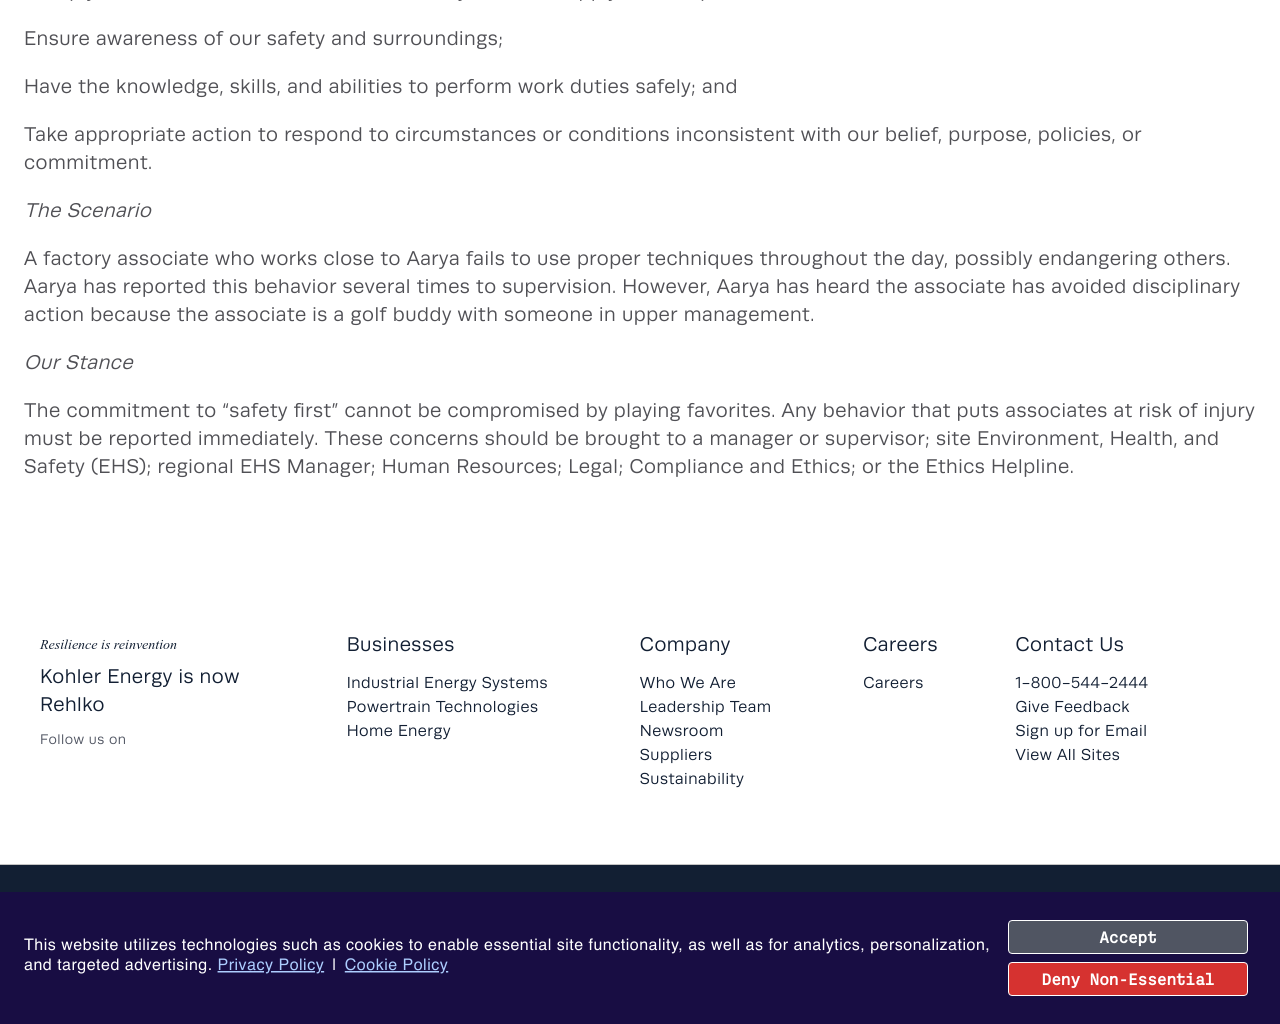 Ensure awareness of our safety and surroundings;
Have the knowledge, skills, and abilities to perform work duties safely; and
Take appropriate action to respond to circumstances or conditions inconsistent with our belief, purpose, policies, or
commitment.
The Scenario
A factory associate who works close to Aarya fails to use proper techniques throughout the day, possibly endangering others.
Aarya has reported this behavior several times to supervision. However, Aarya has heard the associate has avoided disciplinary
action because the associate is a golf buddy with someone in upper management.
Our Stance
The commitment to “safety first” cannot be compromised by playing favorites. Any behavior that puts associates at risk of injury
must be reported immediately. These concerns should be brought to a manager or supervisor; site Environment, Health, and
Safety (EHS); regional EHS Manager; Human Resources; Legal; Compliance and Ethics; or the Ethics Helpline.
Resilience is reinvention
Kohler Energy is now
Rehlko
Follow us on
Businesses
Industrial Energy Systems
Powertrain Technologies
Home Energy
Company
Who We Are
Leadership Team
Newsroom
Suppliers
Sustainability
Careers
Careers
Contact Us
1-800-544-2444
Give Feedback
Sign up for Email
View All Sites
This website utilizes technologies such as cookies to enable essential site functionality, as well as for analytics, personalization,
and targeted advertising. Privacy Policy | Cookie Policy
Accept
Deny Non-Essential